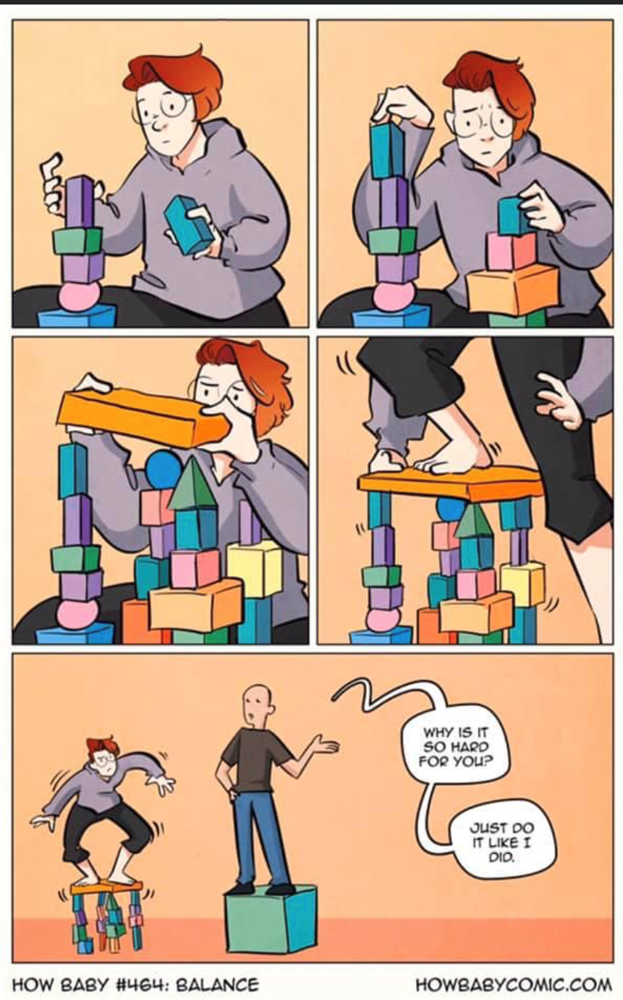 WHY IS IT
SO HARD
FOR YOU?
JUST DO
IT LIKE I
DID.
HOW BABY #464: BALANCE
HOWBABYCOMIC.COM